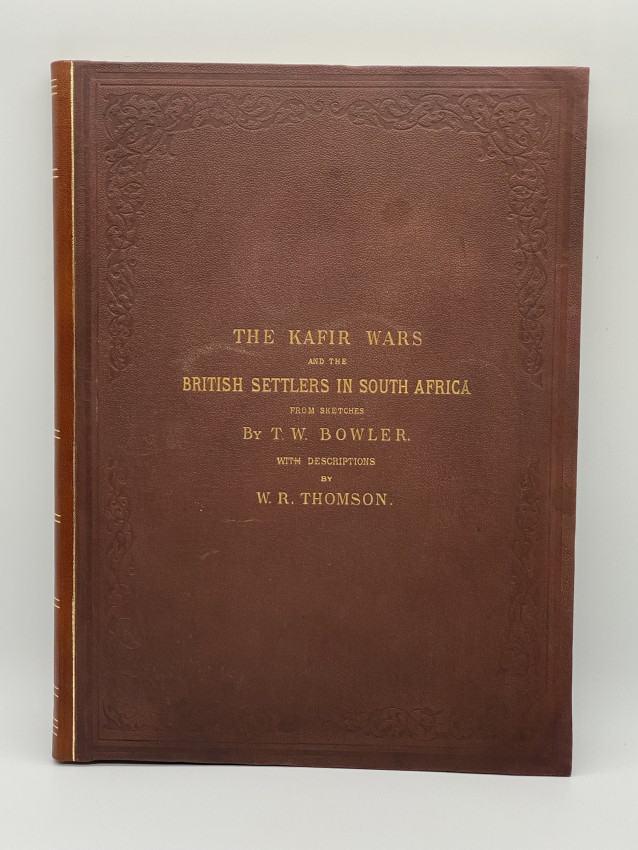 THE KAFIR WARS
AND THE
BRITISH SETTLERS IN SOUTH AFRICA
FROM SKETCHES
By T. W. BOWLER.
WITH DESCRIPTIONS
BY
W. R. THOMSON.